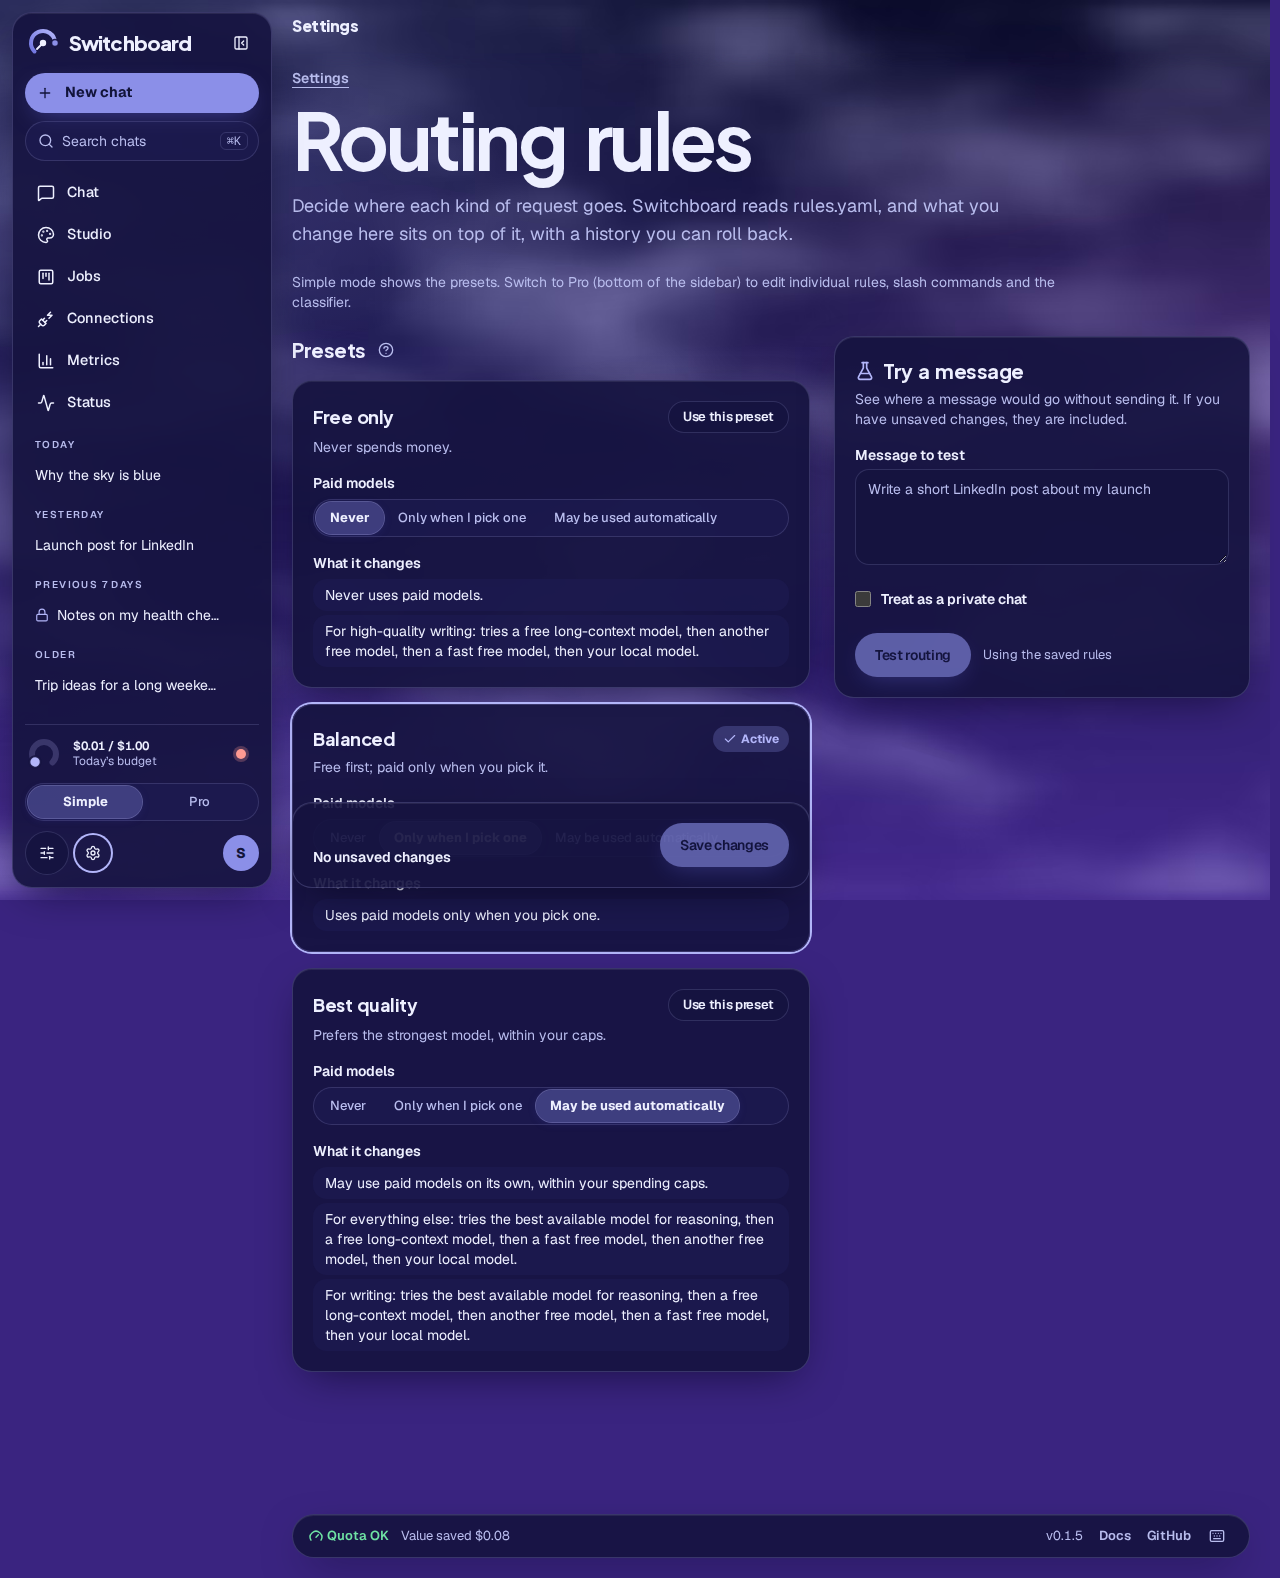 Switchboard
New chat
Search chats ⌘K
Chat
Studio
Jobs
Connections
Metrics
Status
TODAY
Why the sky is blue
YESTERDAY
Launch post for LinkedIn
PREVIOUS 7 DAYS
Notes on my health che...
OLDER
Trip ideas for a long weeke...
$0.01 / $1.00
Today's budget
Simple Pro
S
Settings
Settings
Routing rules
Decide where each kind of request goes. Switchboard reads rules.yaml, and what you
change here sits on top of it, with a history you can roll back.
Simple mode shows the presets. Switch to Pro (bottom of the sidebar) to edit individual rules, slash commands and the
classifier.
Presets
Free only Use this preset
Never spends money.
Paid models
Never Only when I pick one May be used automatically
What it changes
Never uses paid models.
For high-quality writing: tries a free long-context model, then another
free model, then a fast free model, then your local model.
Balanced Active
Free first; paid only when you pick it.
Paid models
Never Only when I pick one May be used automatically
No unsaved changes Save changes
What it changes
Uses paid models only when you pick one.
Best quality Use this preset
Prefers the strongest model, within your caps.
Paid models
Never Only when I pick one May be used automatically
What it changes
May use paid models on its own, within your spending caps.
For everything else: tries the best available model for reasoning, then
a free long-context model, then a fast free model, then another free
model, then your local model.
For writing: tries the best available model for reasoning, then a free
long-context model, then another free model, then a fast free model,
then your local model.
Try a message
See where a message would go without sending it. If you
have unsaved changes, they are included.
Message to test
Write a short LinkedIn post about my launch
Treat as a private chat
Test routing Using the saved rules
Quota OK Value saved $0.08 v0.1.5 Docs GitHub